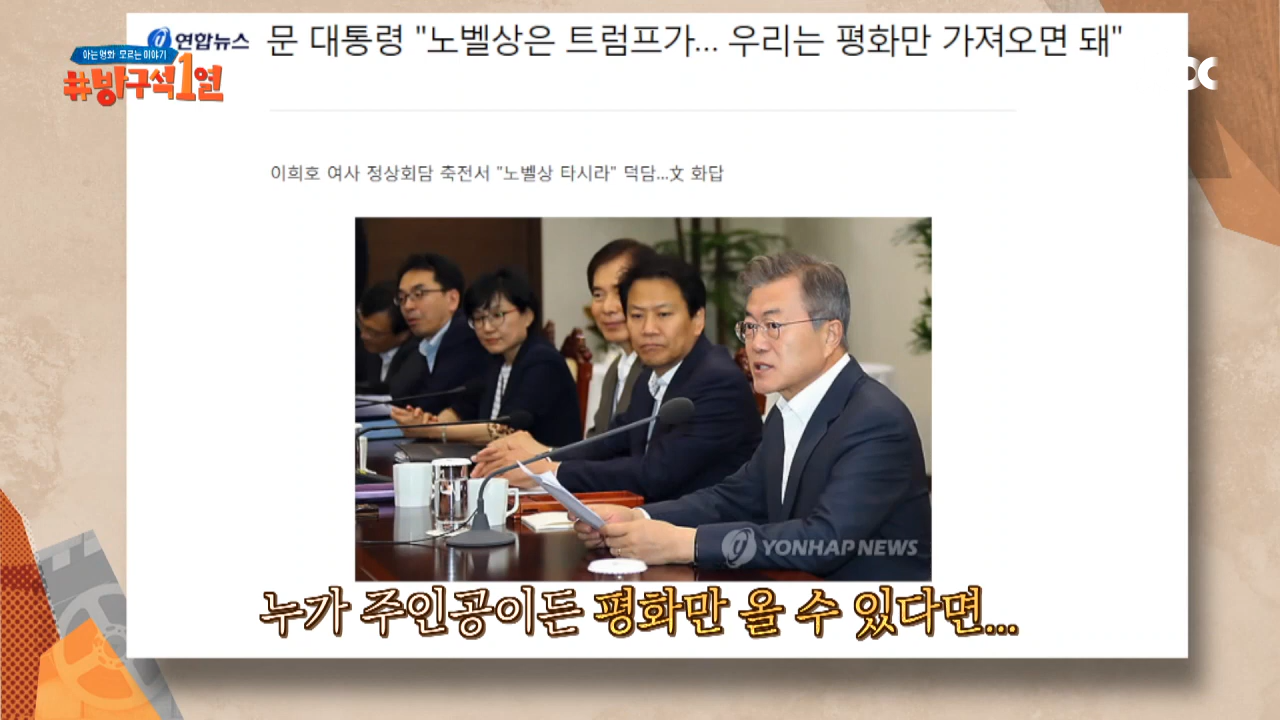 연합뉴스
문 대통령 "노벨상은 트럼프가... 우리는 평화만 가져오면 돼"
아는 영화 모르는 이야기
#방구석1열
이희호 여사 정상회담 축전서 "노벨상 타시라" 덕담...文 화답
YONHAP NEWS
누가 주인공이든 평화만 올 수 있다면...